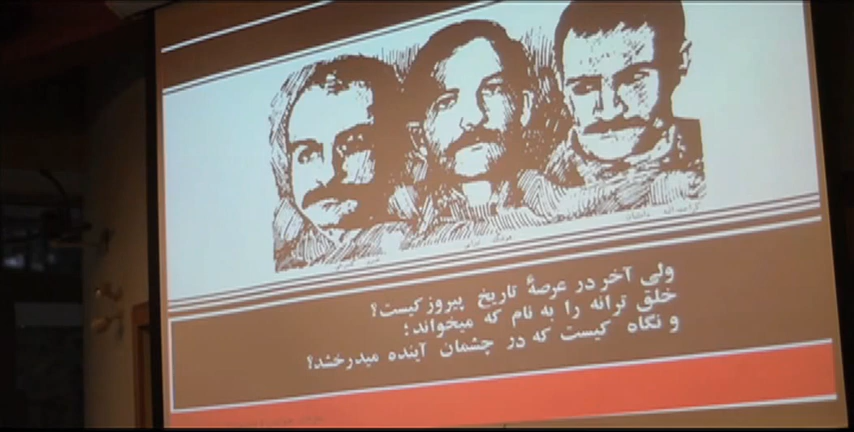 ولی آخر در عرصهٔ تاریخ پیروز کیست؟
خلق ترانه را به نام که میخواند؛
و نگاه کیست که در چشمان آینده میدرخشد؟